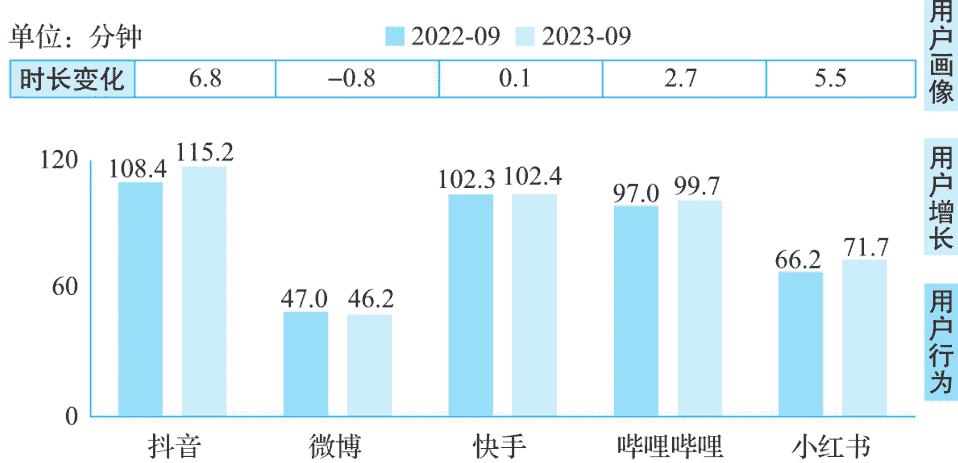 单位：分钟
2022-09 2023-09
时长变化 6.8 −0.8 0.1 2.7 5.5
120
60
0
108.4 115.2
47.0 46.2
102.3 102.4
97.0 99.7
66.2 71.7
抖音 微博 快手 哔哩哔哩 小红书
用户画像
用户增长
用户行为